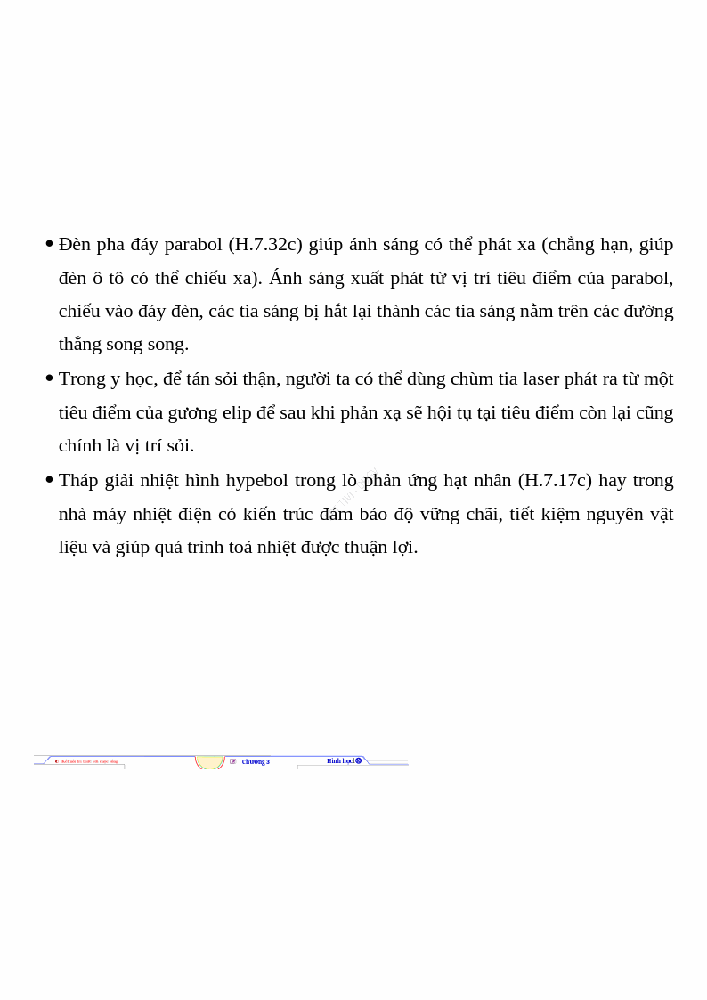 • Đèn pha đáy parabol (H.7.32c) giúp ánh sáng có thể phát xa (chẳng hạn, giúp
đèn ô tô có thể chiếu xa). Ánh sáng xuất phát từ vị trí tiêu điểm của parabol,
chiếu vào đáy đèn, các tia sáng bị hắt lại thành các tia sáng nằm trên các đường
thẳng song song.
• Trong y học, để tán sỏi thận, người ta có thể dùng chùm tia laser phát ra từ một
tiêu điểm của gương elip để sau khi phản xạ sẽ hội tụ tại tiêu điểm còn lại cũng
chính là vị trí sỏi.
• Tháp giải nhiệt hình hypebol trong lò phản ứng hạt nhân (H.7.17c) hay trong
nhà máy nhiệt điện có kiến trúc đảm bảo độ vững chãi, tiết kiệm nguyên vật
liệu và giúp quá trình toả nhiệt được thuận lợi.
Kết nối tri thức với cuộc sống Chương 3 Hình học